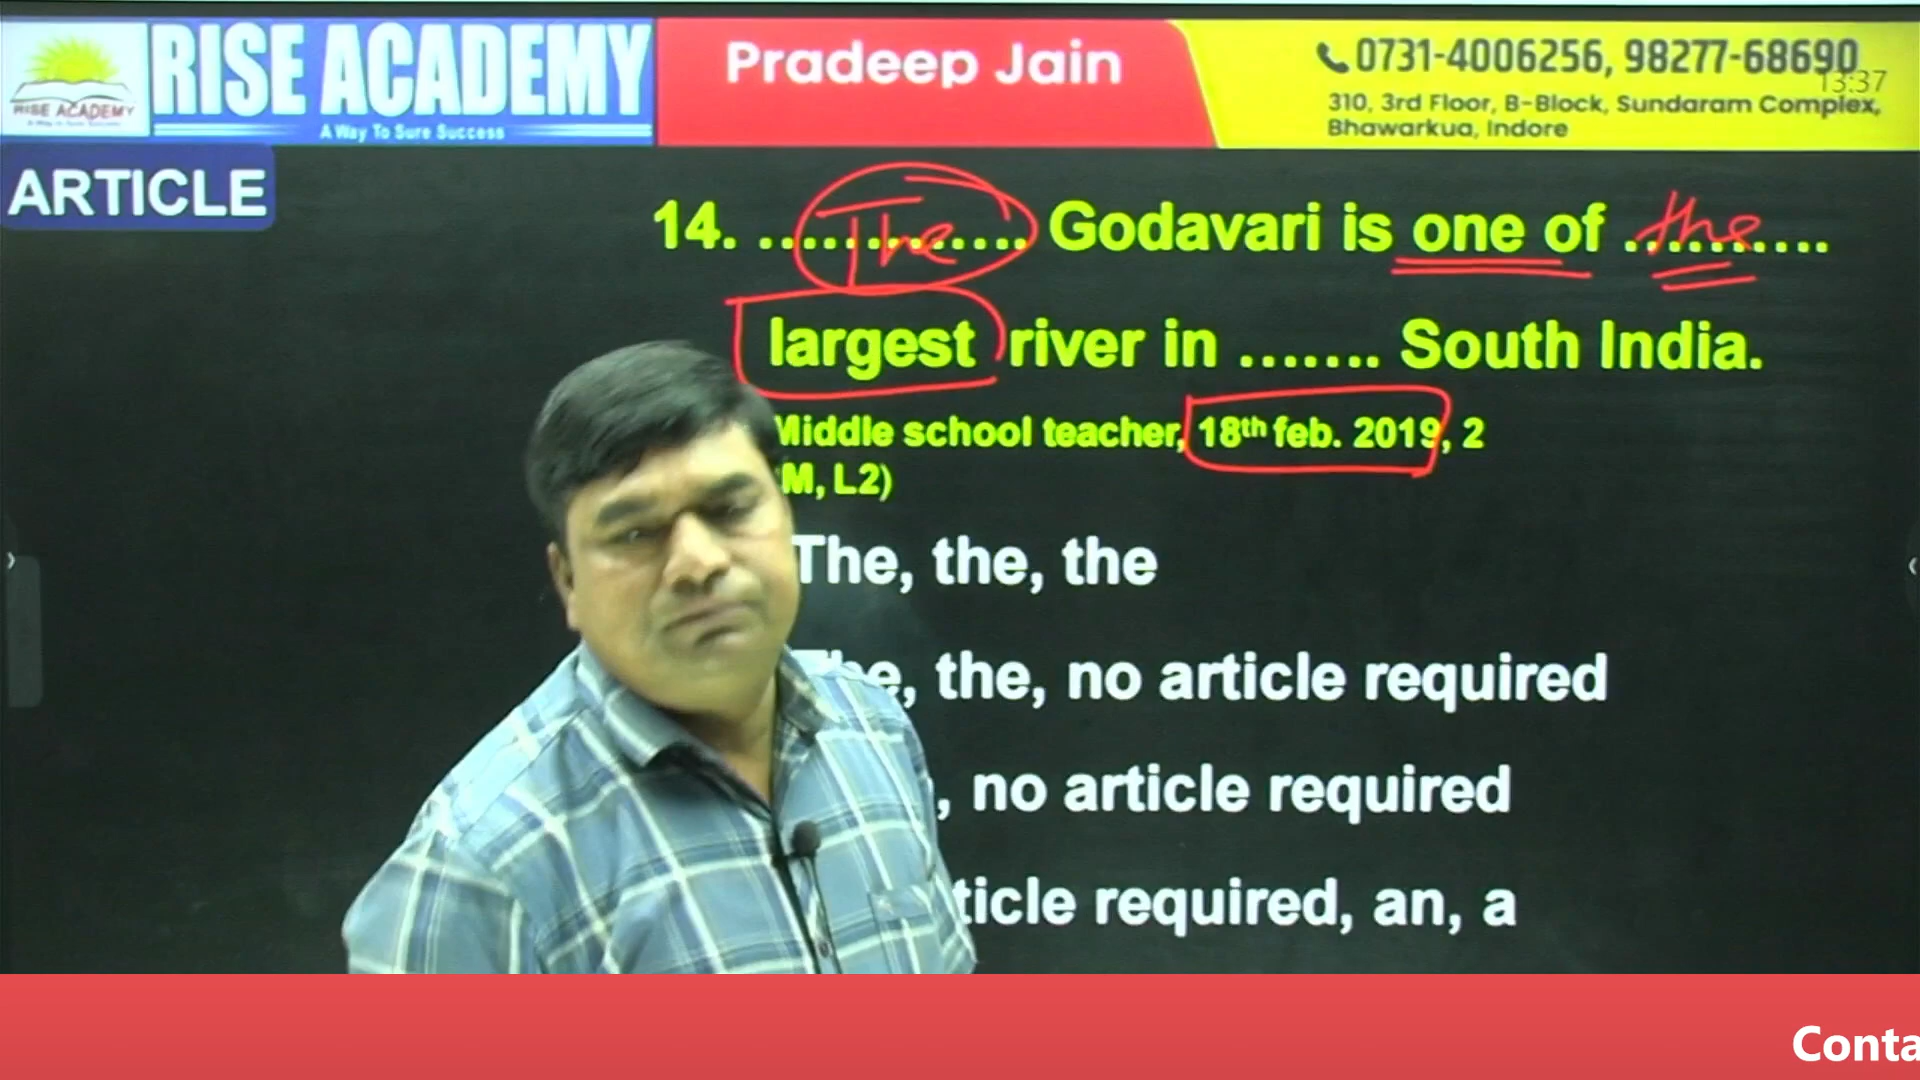 RISE ACADEMY
A Way To Sure Success
RISE ACADEMY
Pradeep Jain
0731-4006256, 98277-68690
13:37
310, 3rd Floor, B-Block, Sundaram Complex,
Bhawarkua, Indore
ARTICLE
14. ............. The Godavari is one of .......... the
largest river in ....... South India.
Middle school teacher, 18th feb. 2019, 2
M, L2)
The, the, the
The, the, no article required
, no article required
ticle required, an, a
Conta